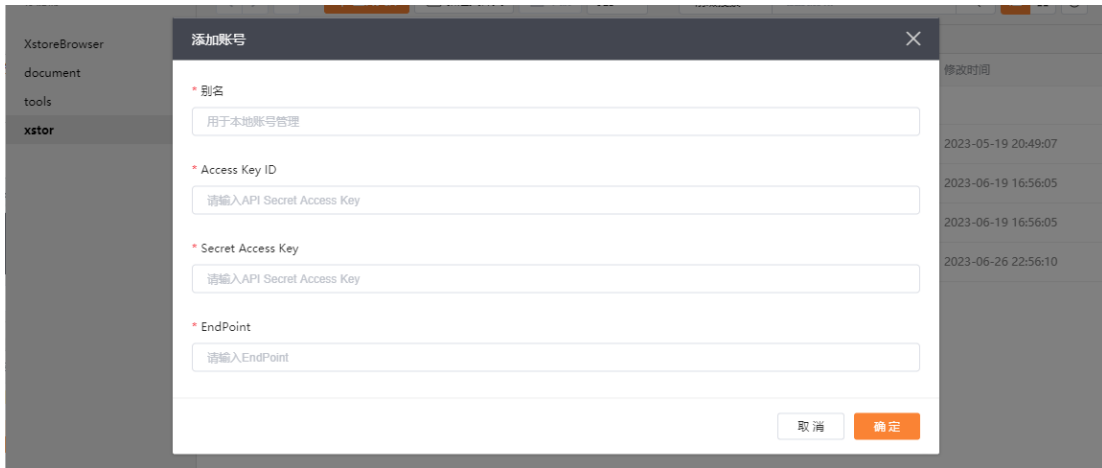 XstoreBrowser
document
tools
xstor
添加账号
* 别名
用于本地账号管理
* Access Key ID
请输入API Secret Access Key
* Secret Access Key
请输入API Secret Access Key
* EndPoint
请输入EndPoint
取消
确定
修改时间
2023-05-19 20:49:07
2023-06-19 16:56:05
2023-06-19 16:56:05
2023-06-26 22:56:10